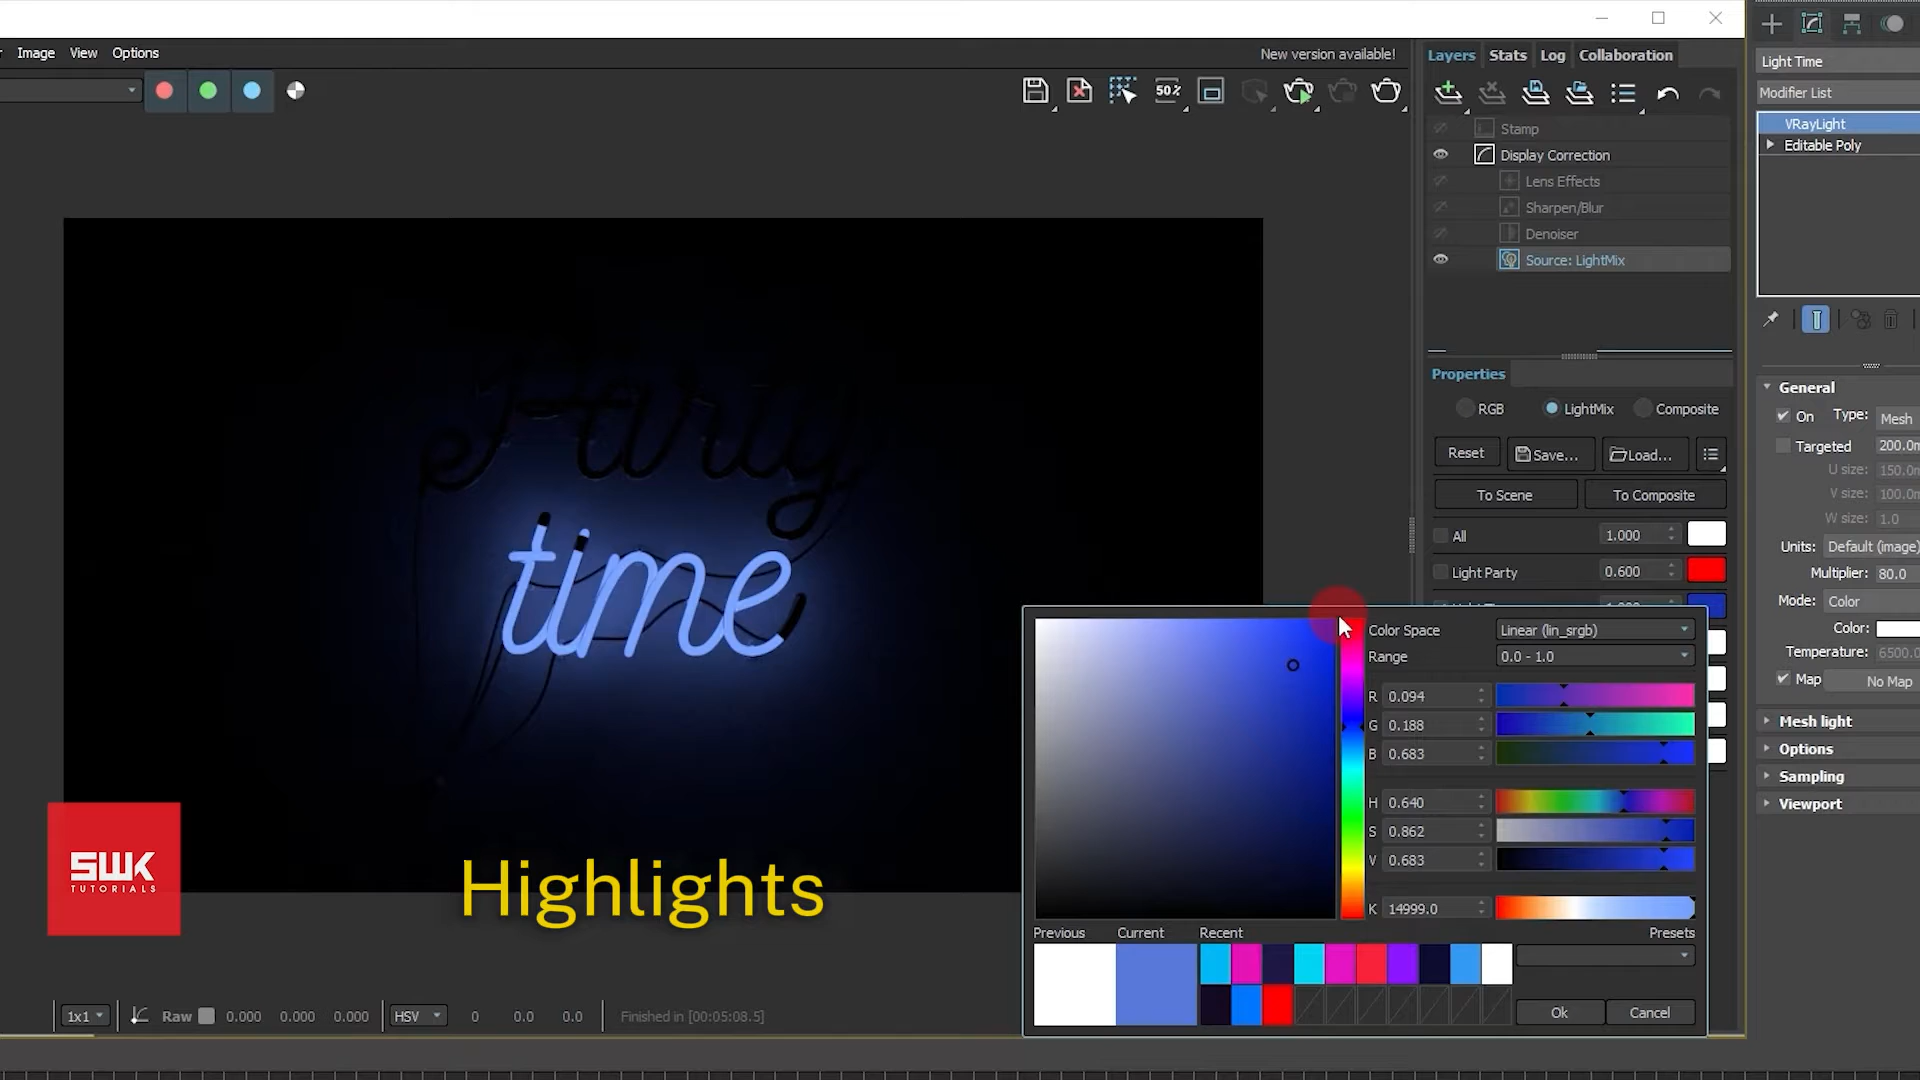 Image View Options
New version available!
Layers Stats Log Collaboration
50%
Stamp
Display Correction
Lens Effects
Sharpen/Blur
Denoiser
Source: LightMix
Properties
RGB LightMix Composite
Reset Save... Load...
To Scene To Composite
All 1.000
Light Party 0.600
Party
time
Color Space Linear (lin_srgb)
Range 0.0 - 1.0
R 0.094
G 0.188
B 0.683
H 0.640
S 0.862
V 0.683
K 14999.0
Previous Current Recent Presets
Ok Cancel
Light Time
Modifier List
VRayLight
Editable Poly
General
On Type: Mesh
Targeted 200.0m
U size: 150.0m
V size: 100.0m
W size: 1.0
Units: Default (image)
Multiplier: 80.0
Mode: Color
Color:
Temperature: 6500.0
Map No Map
Mesh light
Options
Sampling
Viewport
SWK
TUTORIALS
Highlights
1x1 Raw 0.000 0.000 0.000 HSV 0 0.0 0.0 Finished in [00:05:08.5]